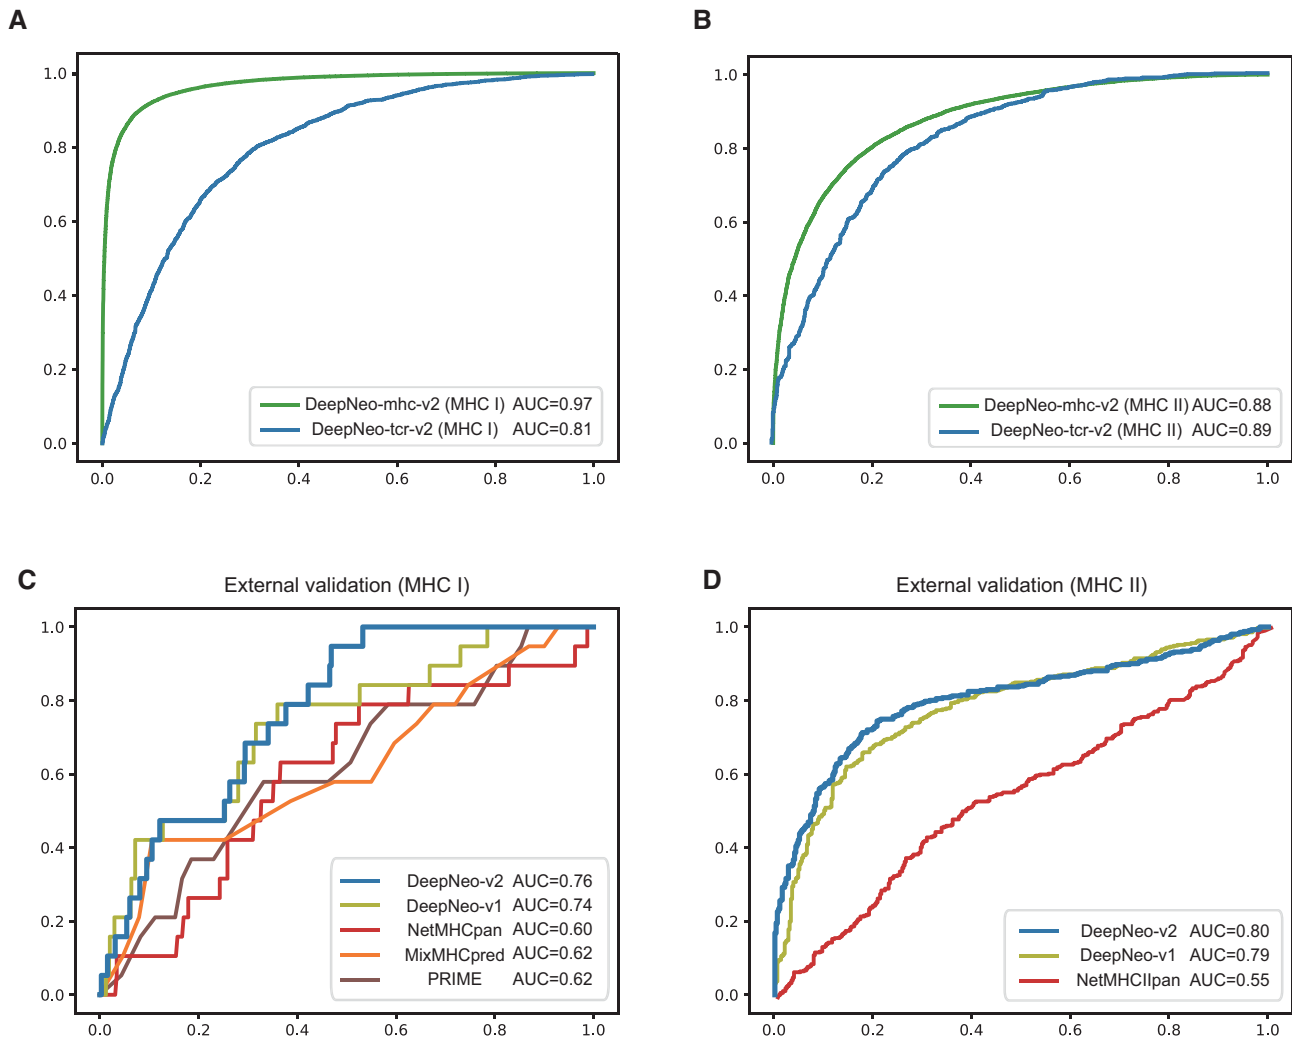 A
1.0
0.8
0.6
0.4
0.2
0.0
0.0 0.2 0.4 0.6 0.8 1.0
DeepNeo-mhc-v2 (MHC I) AUC=0.97
DeepNeo-tcr-v2 (MHC I) AUC=0.81
B
1.0
0.8
0.6
0.4
0.2
0.0
0.0 0.2 0.4 0.6 0.8 1.0
DeepNeo-mhc-v2 (MHC II) AUC=0.88
DeepNeo-tcr-v2 (MHC II) AUC=0.89
C
External validation (MHC I)
1.0
0.8
0.6
0.4
0.2
0.0
0.0 0.2 0.4 0.6 0.8 1.0
DeepNeo-v2 AUC=0.76
DeepNeo-v1 AUC=0.74
NetMHCpan AUC=0.60
MixMHCpred AUC=0.62
PRIME AUC=0.62
D
External validation (MHC II)
1.0
0.8
0.6
0.4
0.2
0.0
0.0 0.2 0.4 0.6 0.8 1.0
DeepNeo-v2 AUC=0.80
DeepNeo-v1 AUC=0.79
NetMHCIIpan AUC=0.55